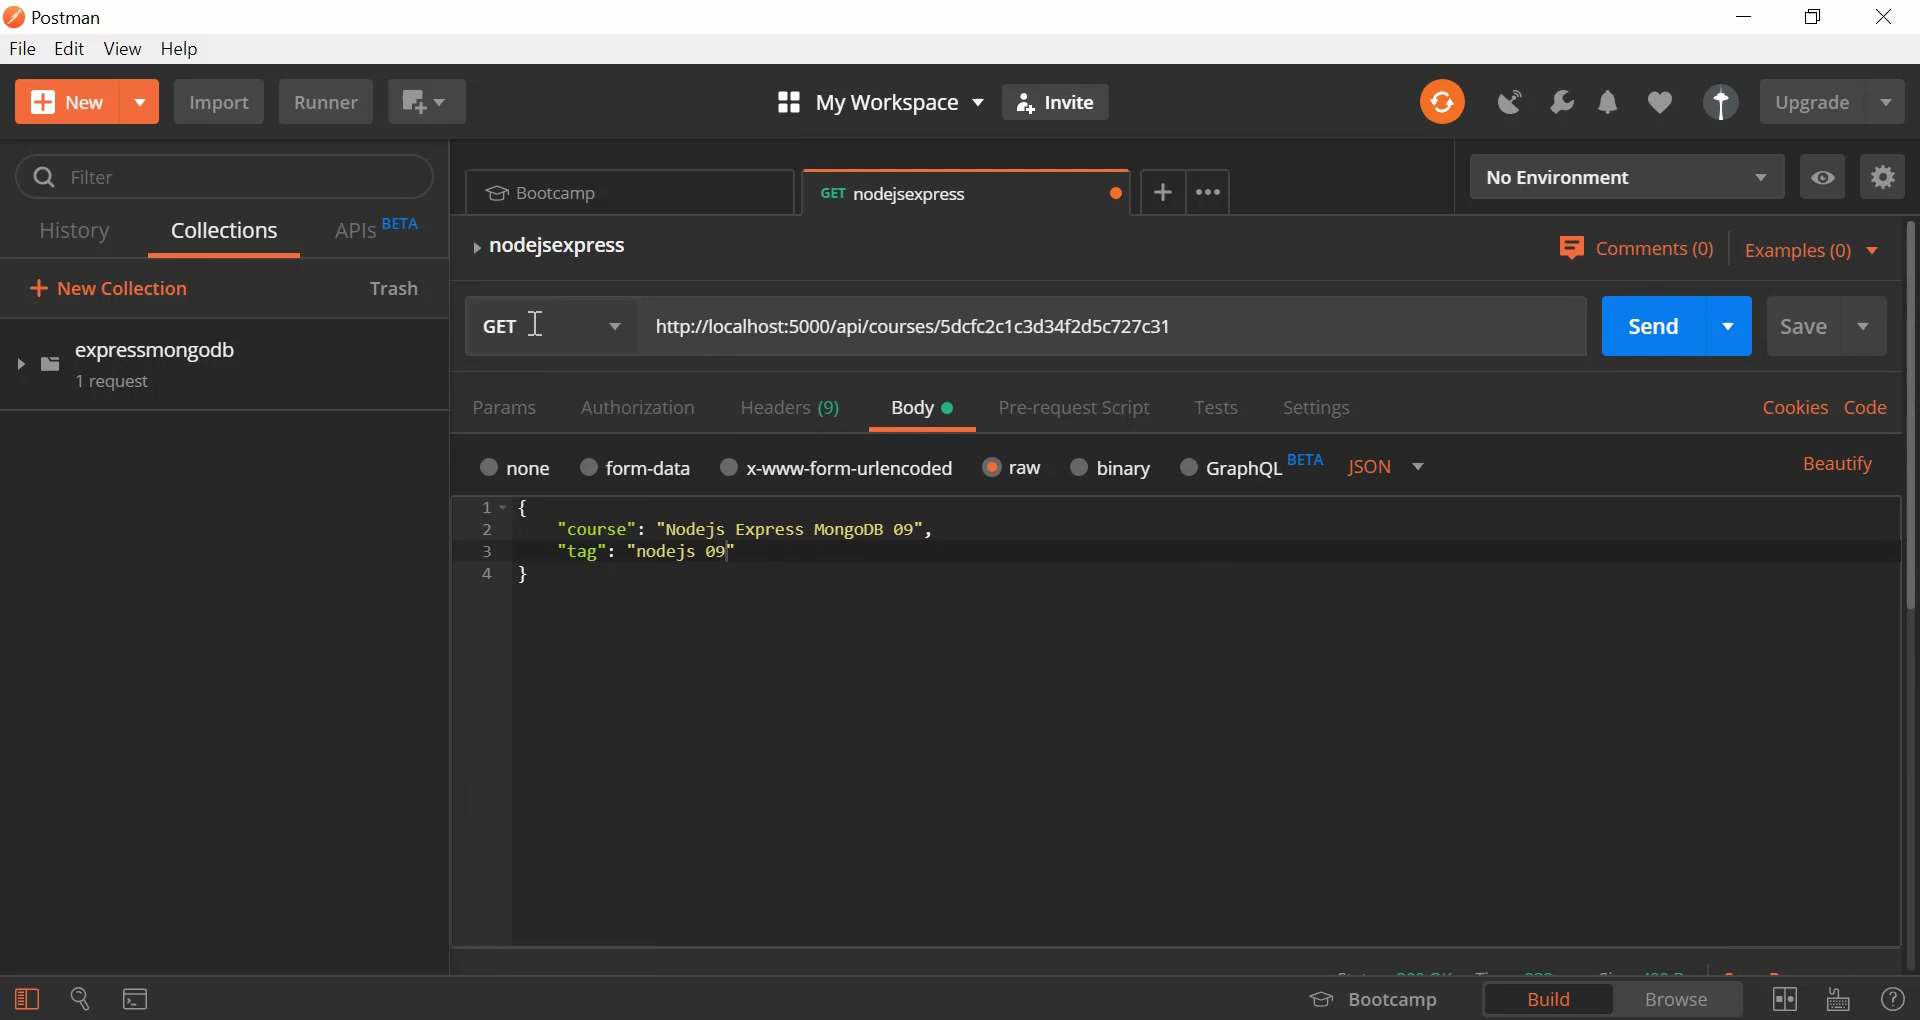 Postman
File Edit View Help
New Import Runner My Workspace Invite Upgrade
Filter
Bootcamp GET nodejsexpress No Environment
History Collections APIs BETA
nodejsexpress Comments (0) Examples (0)
New Collection Trash
GET http://localhost:5000/api/courses/5dcfc2c1c3d34f2d5c727c31 Send Save
expressmongodb
1 request
Params Authorization Headers (9) Body Pre-request Script Tests Settings Cookies Code
none form-data x-www-form-urlencoded raw binary GraphQL BETA JSON Beautify
1 {
2 "course": "Nodejs Express MongoDB 09",
3 "tag": "nodejs 09"
4 }
Bootcamp Build Browse